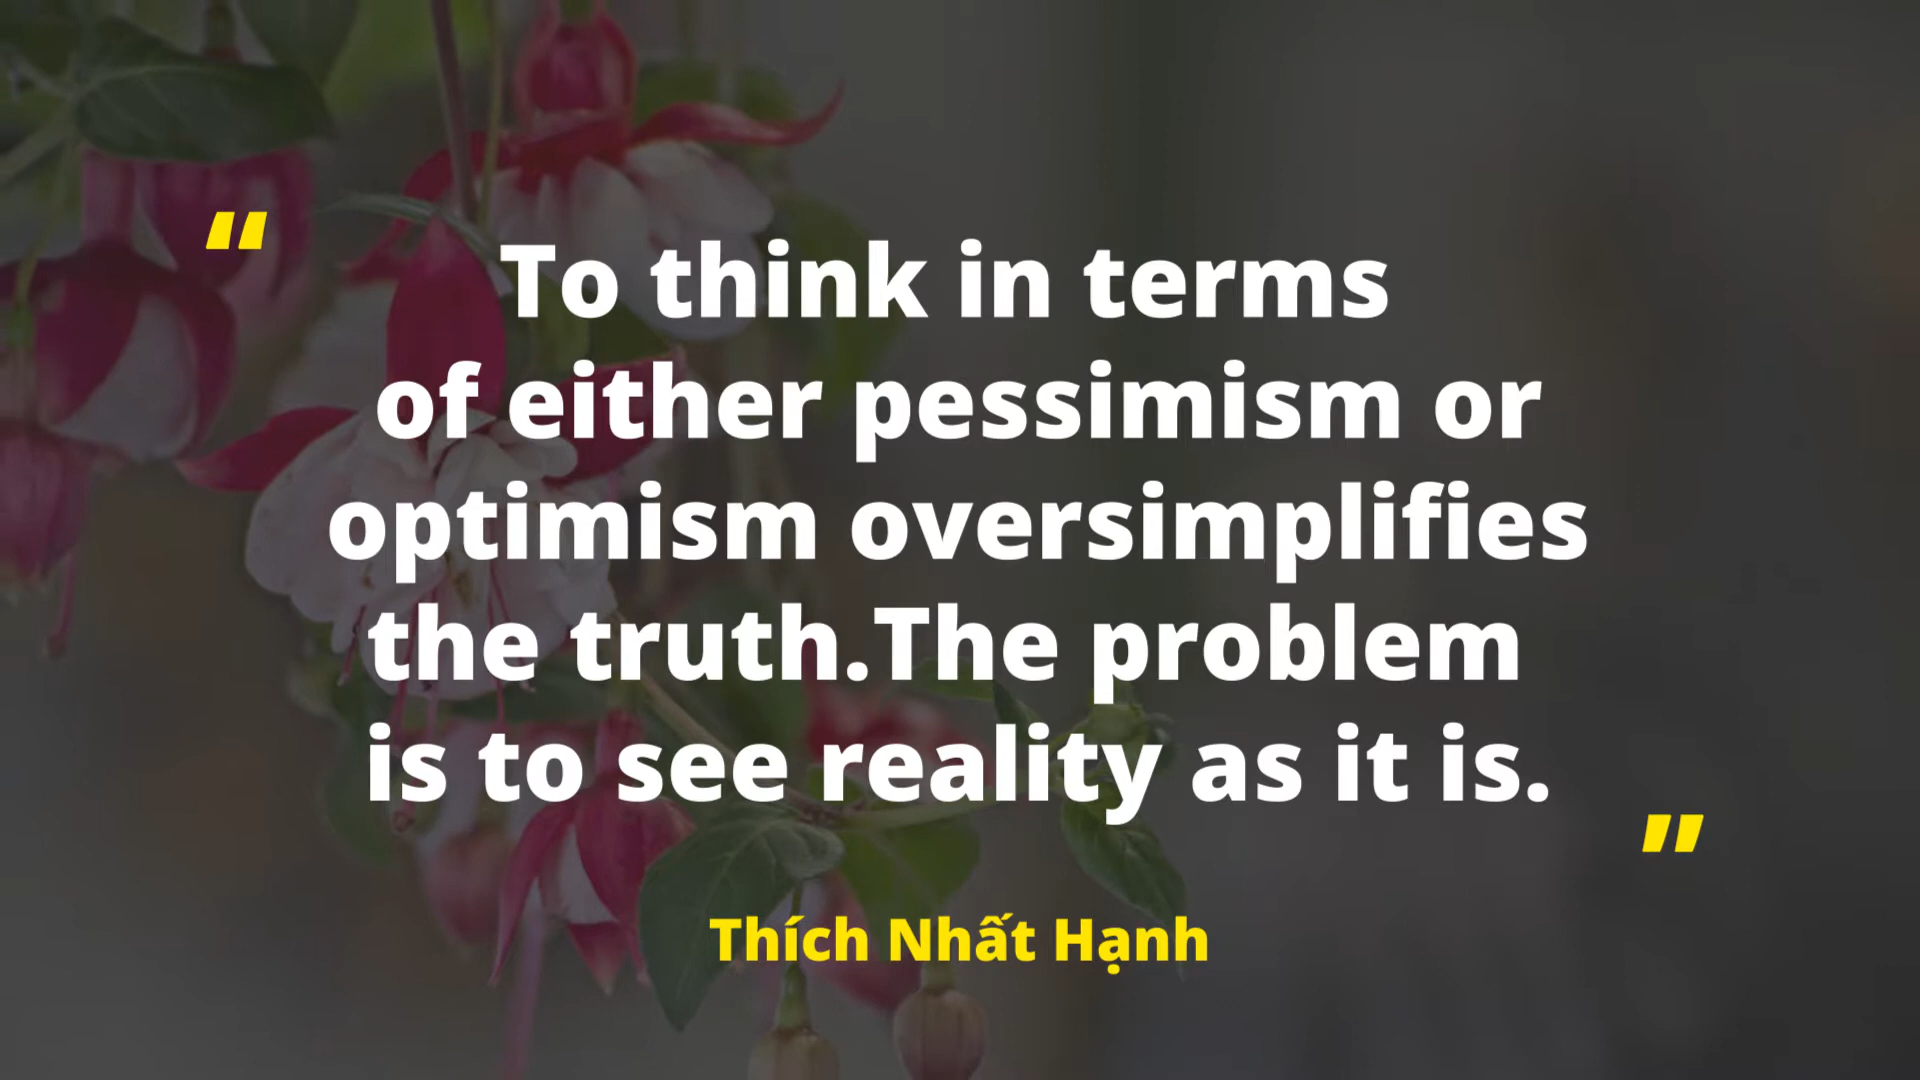 “
To think in terms
of either pessimism or
optimism oversimplifies
the truth.The problem
is to see reality as it is.
”
Thích Nhất Hạnh